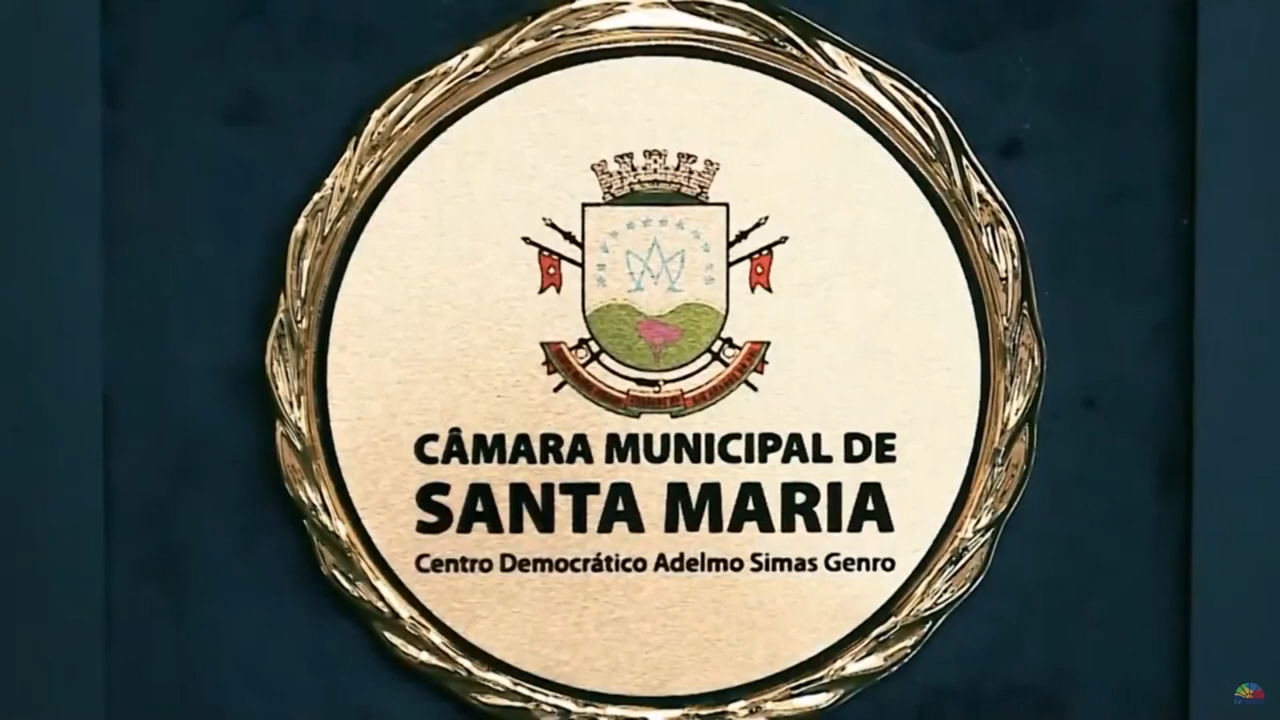 CÂMARA MUNICIPAL DE
SANTA MARIA
Centro Democrático Adelmo Simas Genro